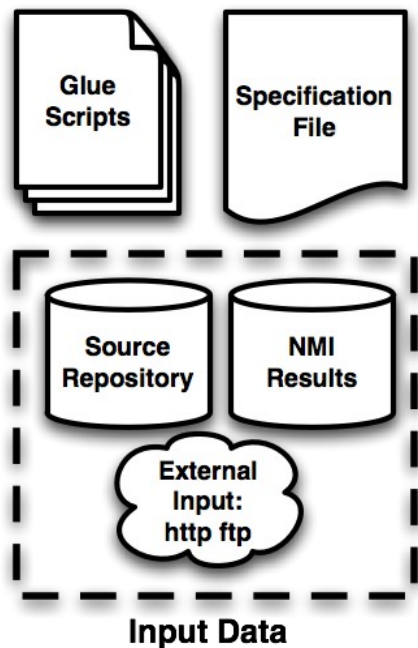 Glue
Scripts
Specification
File
Source
Repository
NMI
Results
External
Input:
http ftp
Input Data